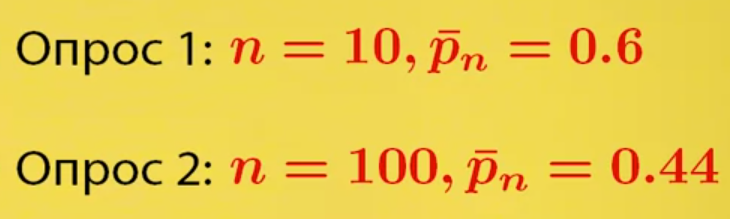 Опрос 1: n = 10, p̄ₙ = 0.6
Опрос 2: n = 100, p̄ₙ = 0.44